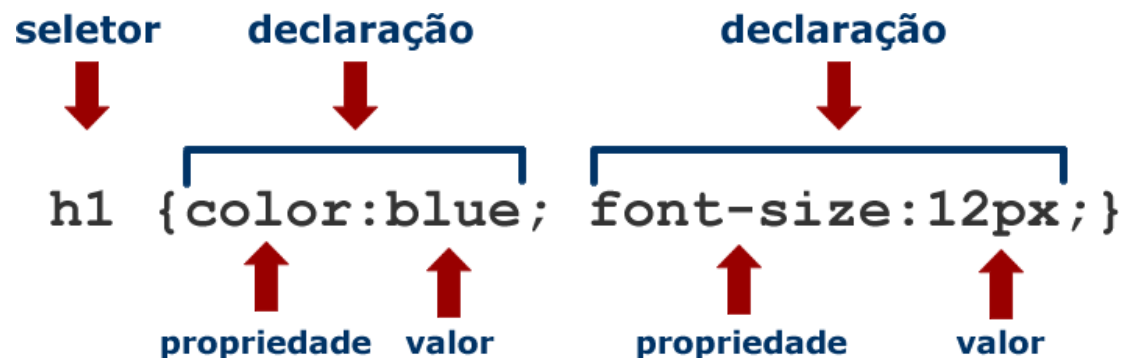 seletor declaração declaração
h1 {color:blue; font-size:12px;}
propriedade valor propriedade valor